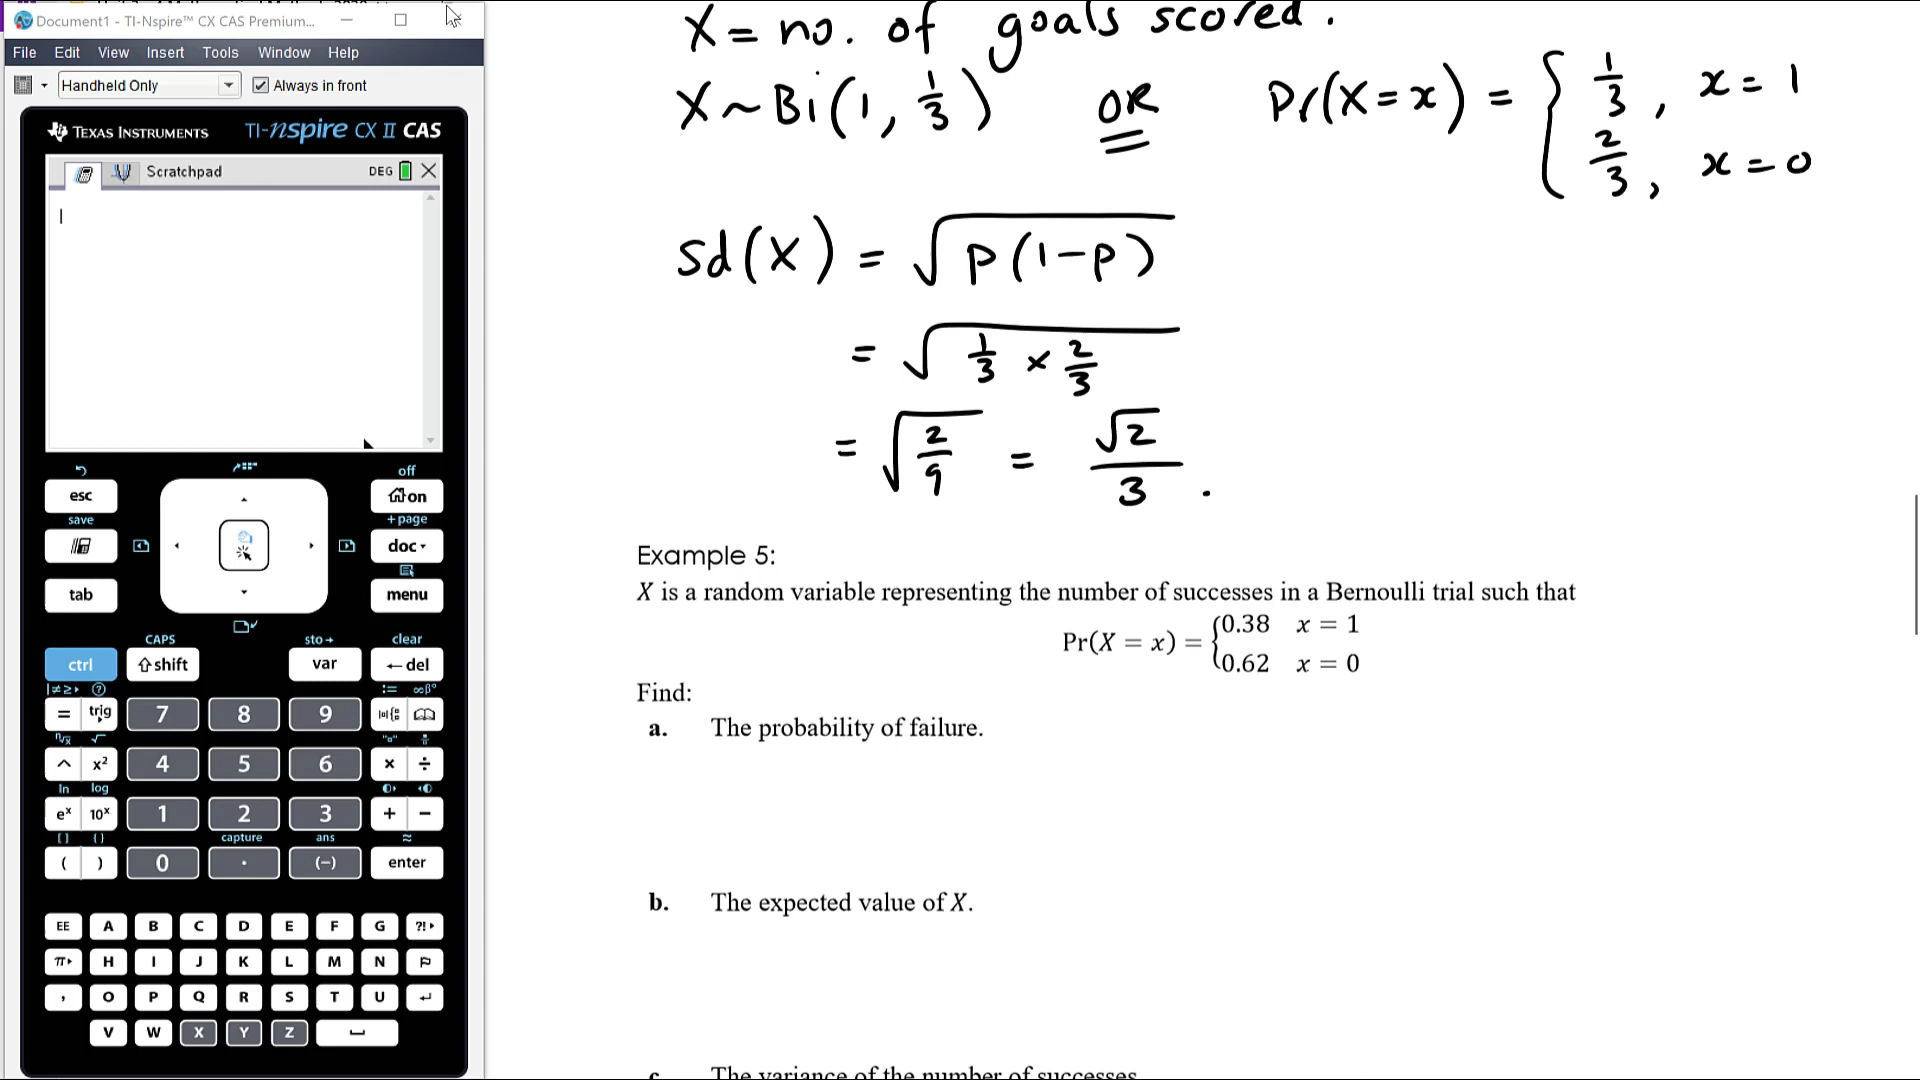 Document1 - TI-Nspire™ CX CAS Premium...
File Edit View Insert Tools Window Help
Handheld Only Always in front
TEXAS INSTRUMENTS TI-nspire CX II CAS
Scratchpad DEG
off
esc on
save + page
doc
tab menu
CAPS sto→ clear
ctrl ⇧shift var ←del
|≠≥▸ ? := ∞β°
= trig 7 8 9
ⁿ√x √
^ x² 4 5 6 × ÷
ln log
eˣ 10ˣ 1 2 3 + −
[ ] { } capture ans ≈
( ) 0 . (−) enter
EE A B C D E F G ?!▸
π▸ H I J K L M N
, O P Q R S T U ↵
V W X Y Z
X = no. of goals scored.
X ~ Bi(1, 1/3) OR Pr(X = x) = { 1/3, x = 1
2/3, x = 0
sd(X) = √p(1-p)
= √1/3 × 2/3
= √2/9 = √2/3 .
Example 5:
X is a random variable representing the number of successes in a Bernoulli trial such that
Pr(X = x) = {0.38 x = 1
0.62 x = 0
Find:
a. The probability of failure.
b. The expected value of X.
c. The variance of the number of successes.